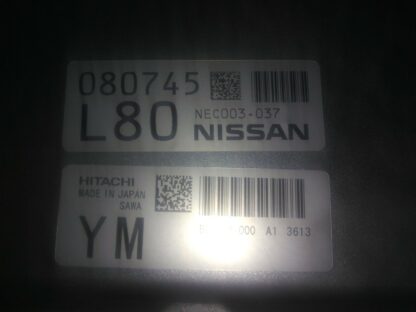 080745
L80 NEC003-037
NISSAN
HITACHI
MADE IN JAPAN
SAWA
YM
A1 3613